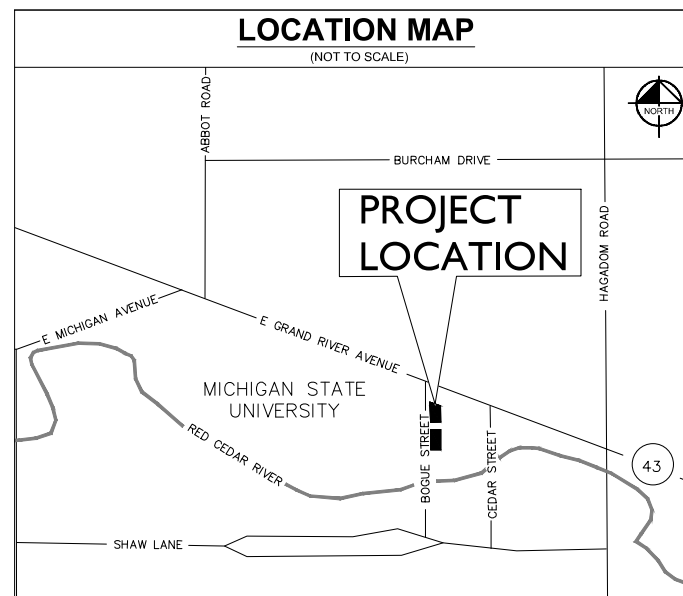 LOCATION MAP
(NOT TO SCALE)
ABBOT ROAD
NORTH
BURCHAM DRIVE
PROJECT
LOCATION
HAGADOM ROAD
E MICHIGAN AVENUE
E GRAND RIVER AVENUE
MICHIGAN STATE
UNIVERSITY
RED CEDAR RIVER
BOGUE STREET
CEDAR STREET
43
SHAW LANE